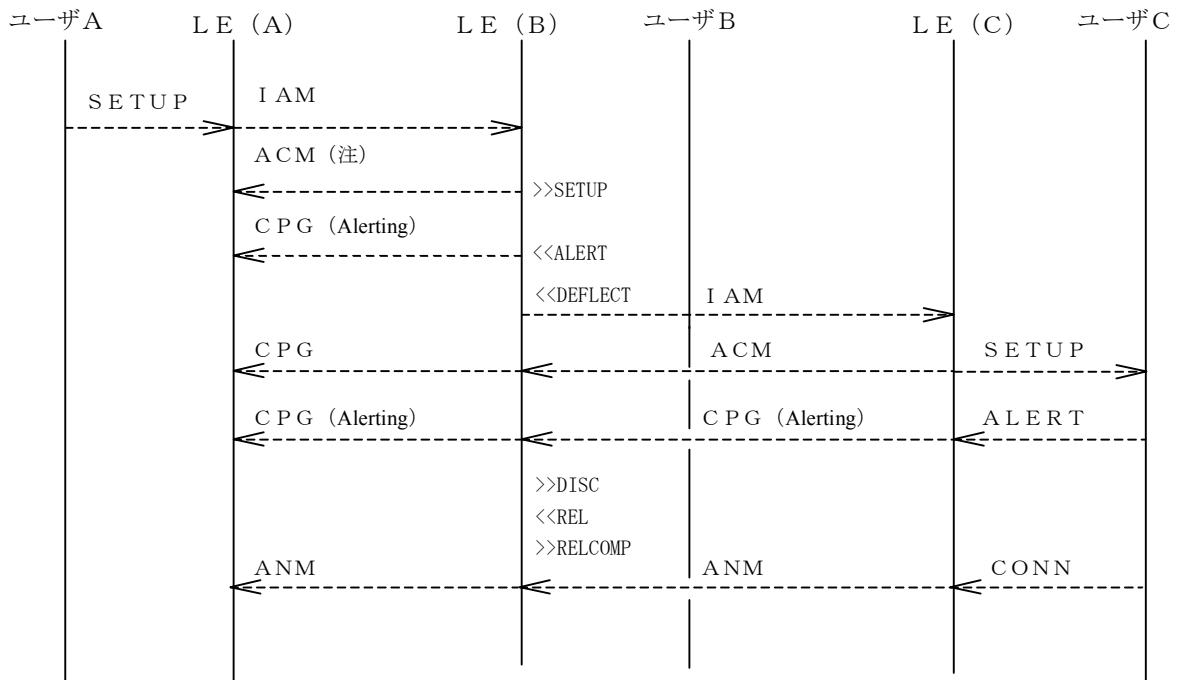 ユーザA ＬＥ（A） ＬＥ（B） ユーザB ＬＥ（C） ユーザC
ＳＥＴＵＰ ＩＡＭ
ＡＣＭ（注）
>>SETUP
ＣＰＧ（Alerting）
<<ALERT
<<DEFLECT ＩＡＭ
ＣＰＧ ＡＣＭ ＳＥＴＵＰ
ＣＰＧ（Alerting） ＣＰＧ（Alerting） ＡＬＥＲＴ
>>DISC
<<REL
>>RELCOMP
ＡＮＭ ＡＮＭ ＣＯＮＮ